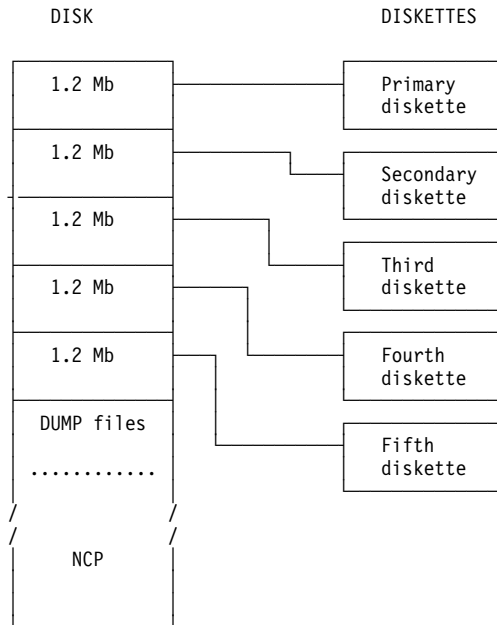 DISK
DISKETTES
1.2 Mb
Primary
diskette
1.2 Mb
Secondary
diskette
1.2 Mb
Third
diskette
1.2 Mb
Fourth
diskette
1.2 Mb
Fifth
diskette
DUMP files
............
NCP